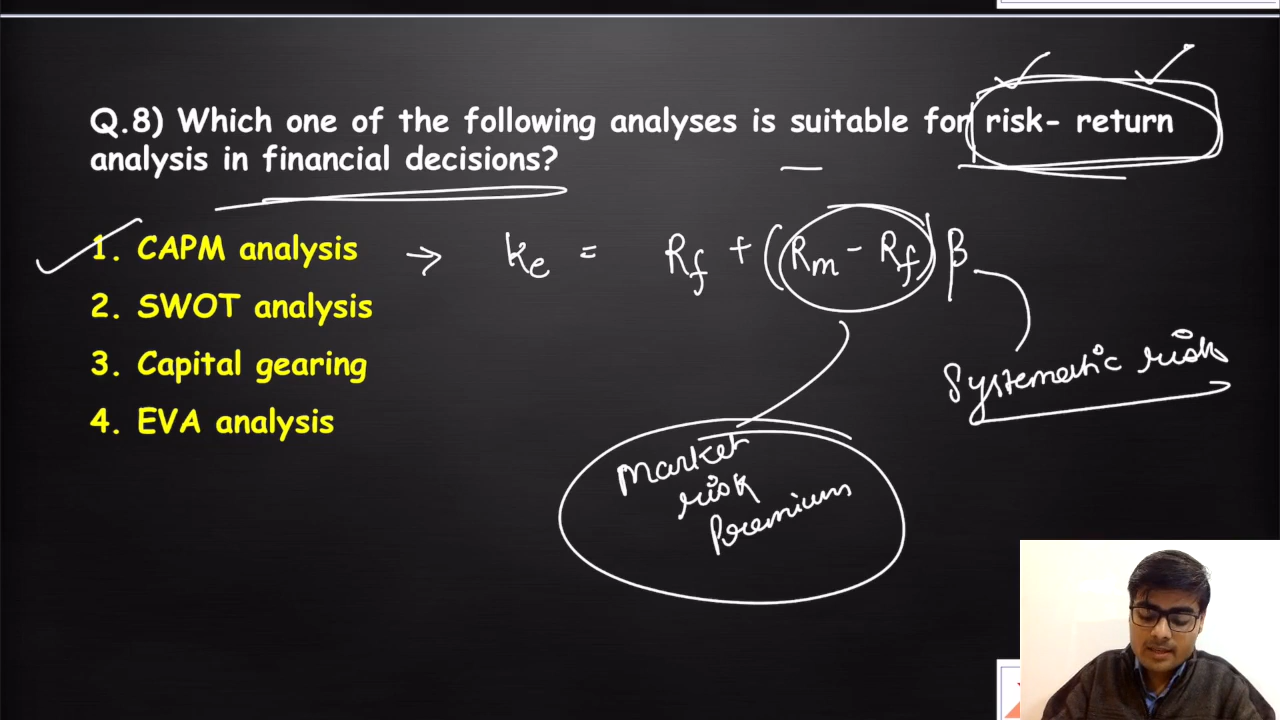 Q.8) Which one of the following analyses is suitable for risk- return
analysis in financial decisions?
1. CAPM analysis → Ke = Rf + (Rm - Rf) β
2. SWOT analysis
3. Capital gearing
4. EVA analysis
Systematic risk
Market
risk
Premium